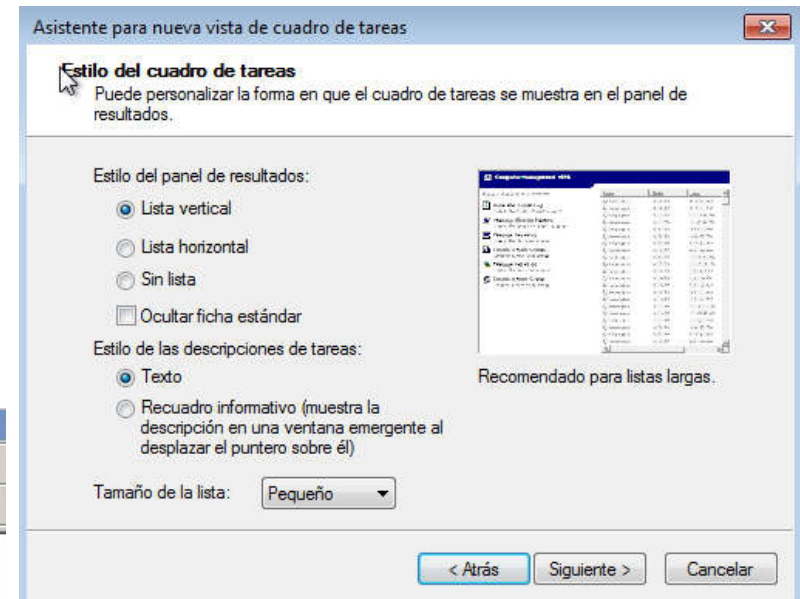 Asistente para nueva vista de cuadro de tareas
Estilo del cuadro de tareas
Puede personalizar la forma en que el cuadro de tareas se muestra en el panel de
resultados.
Estilo del panel de resultados:
Lista vertical
Lista horizontal
Sin lista
Ocultar ficha estándar
Estilo de las descripciones de tareas:
Texto
Recuadro informativo (muestra la
descripción en una ventana emergente al
desplazar el puntero sobre él)
Tamaño de la lista:
Pequeño
Recomendado para listas largas.
< Atrás
Siguiente >
Cancelar